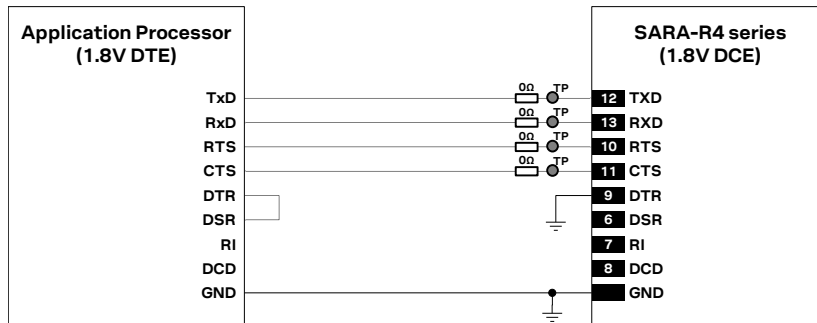 Application Processor
(1.8V DTE)
SARA-R4 series
(1.8V DCE)
TxD 0Ω TP 12 TXD
RxD 0Ω TP 13 RXD
RTS 0Ω TP 10 RTS
CTS 0Ω TP 11 CTS
DTR 9 DTR
DSR 6 DSR
RI 7 RI
DCD 8 DCD
GND GND